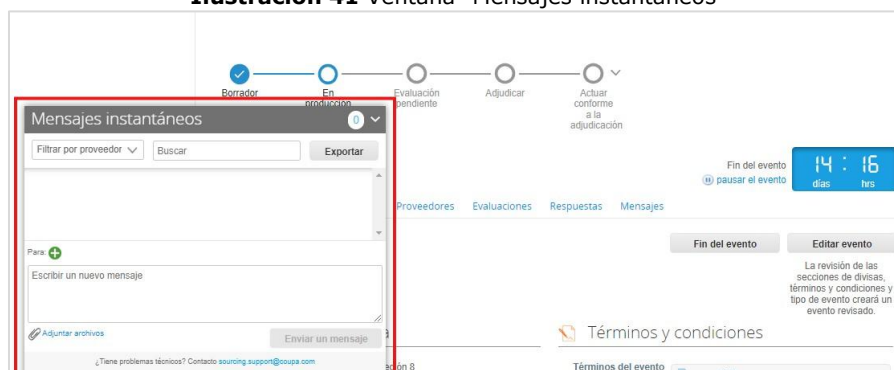 Ilustración 41 Ventana "Mensajes instantáneos"
Borrador
En
producción
Evaluación
pendiente
Adjudicar
Actuar
conforme
a la
adjudicación
Mensajes instantáneos 0
Filtrar por proveedor Buscar Exportar
Para:
Escribir un nuevo mensaje
Adjuntar archivos Enviar un mensaje
¿Tiene problemas técnicos? Contacto sourcing.support@coupa.com
Fin del evento
pausar el evento
14 : 16
días hrs
Proveedores Evaluaciones Respuestas Mensajes
Fin del evento Editar evento
La revisión de las
secciones de divisas,
términos y condiciones y
tipo de evento creará un
evento revisado.
Términos y condiciones
Términos del evento